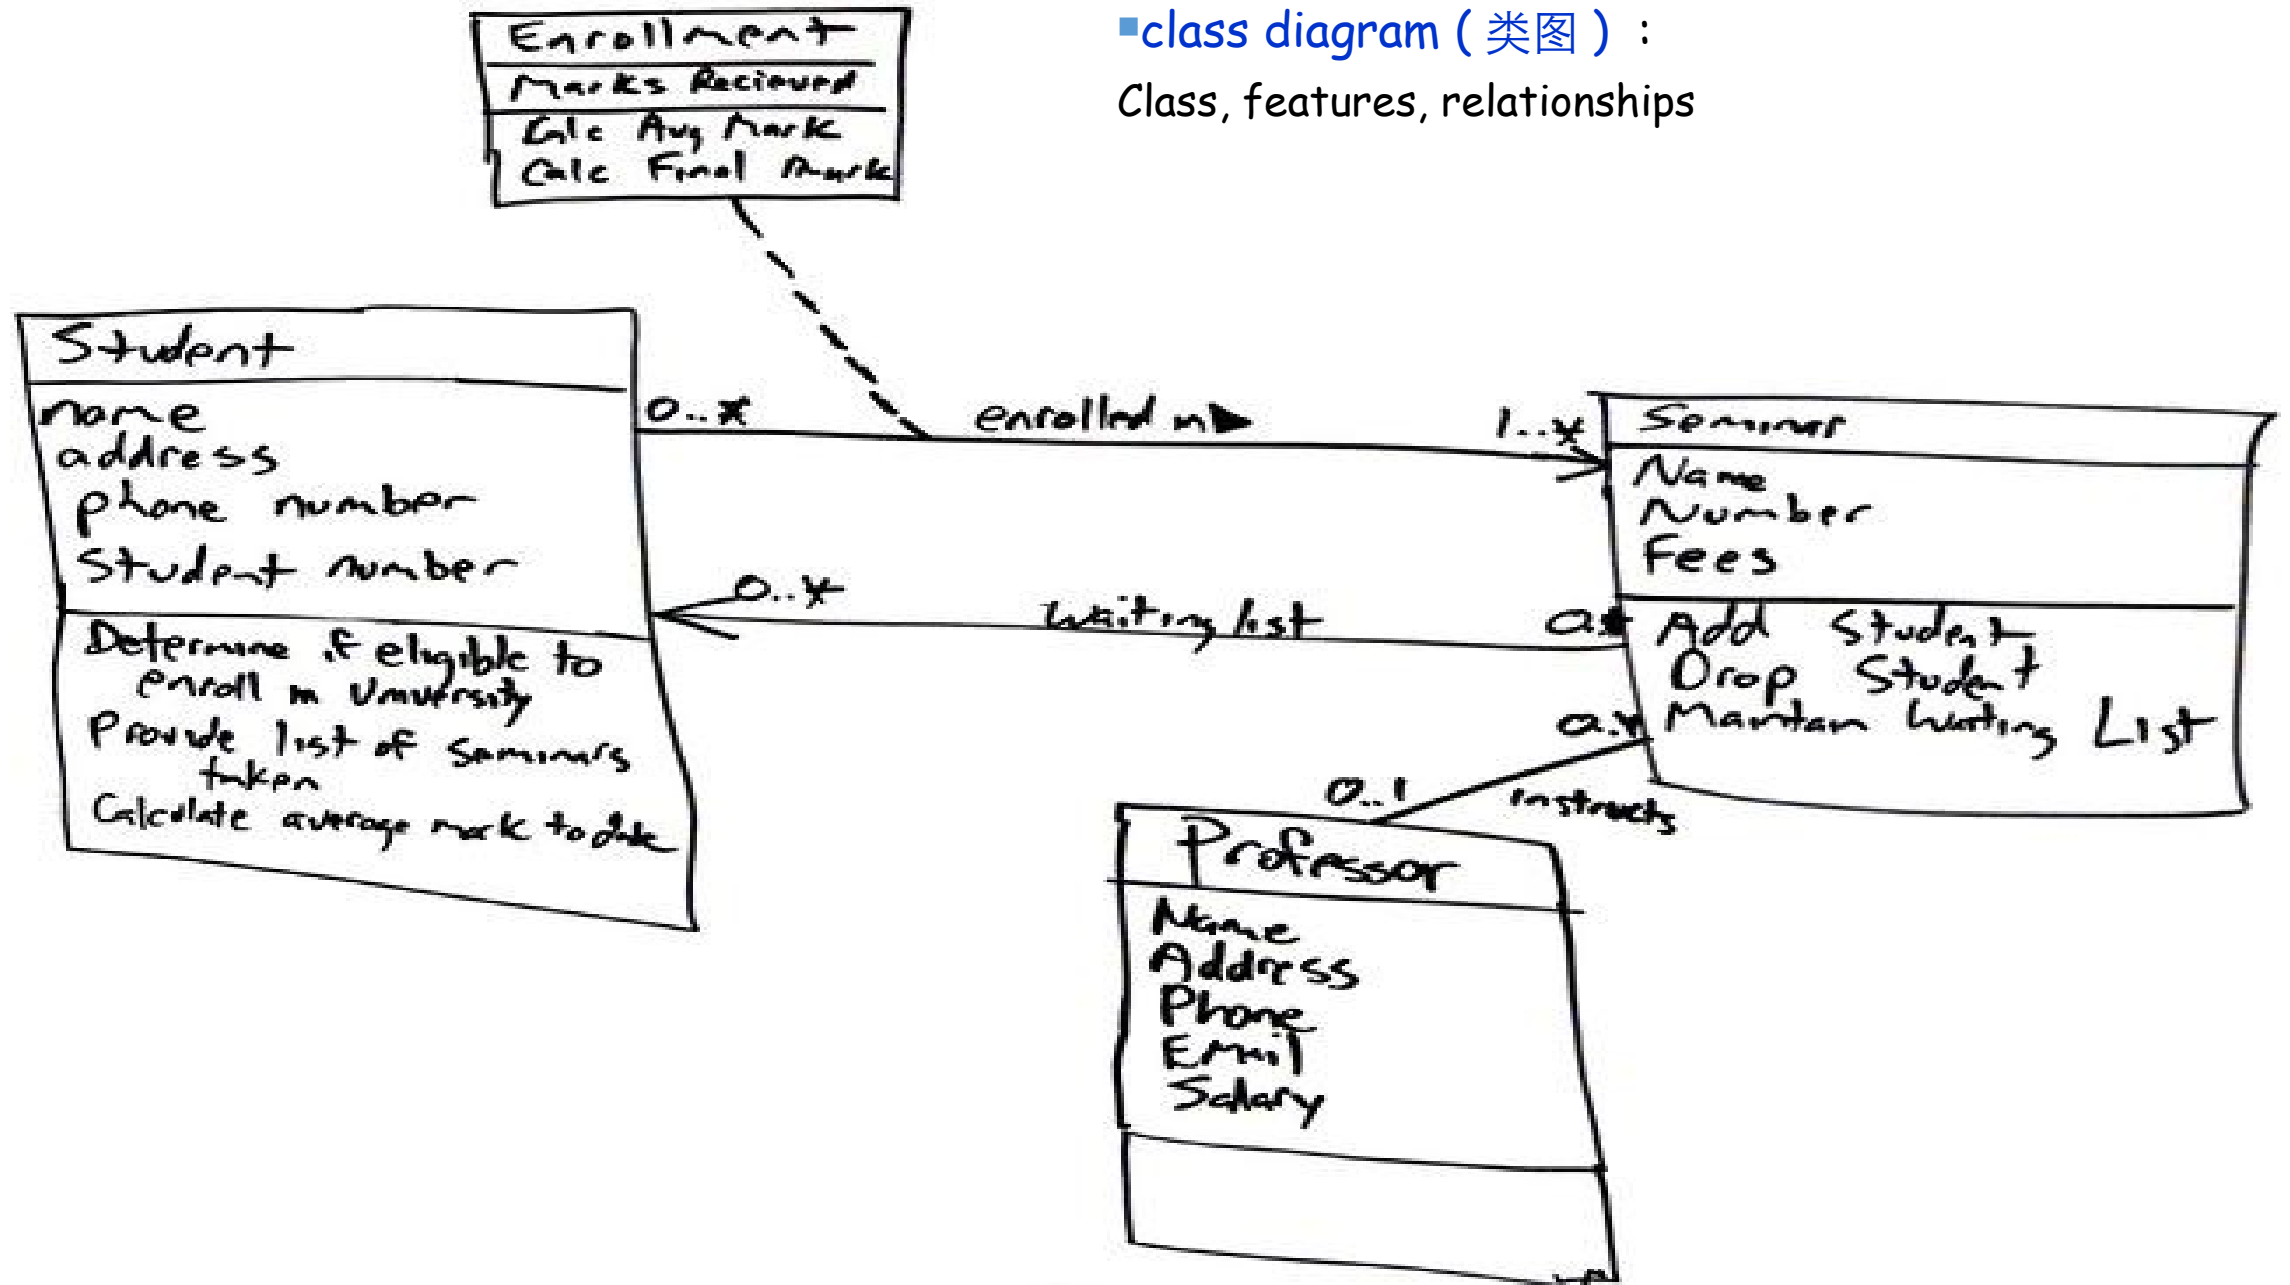 ▪class diagram ( 类图 ) :
Class, features, relationships
Enrollment
Marks Recieved
Calc Avg Mark
Calc Final Mark
Student
name
address
phone number
Student number
Determine if eligible to
enroll in University
Provide list of seminars
taken
Calculate average mark to date
0..*
enrolled in▶
1..*
Seminar
Name
Number
Fees
Add Student
Drop Student
Maintain Waiting List
0..*
waiting list
0..1
instructs
Professor
Name
Address
Phone
Email
Salary